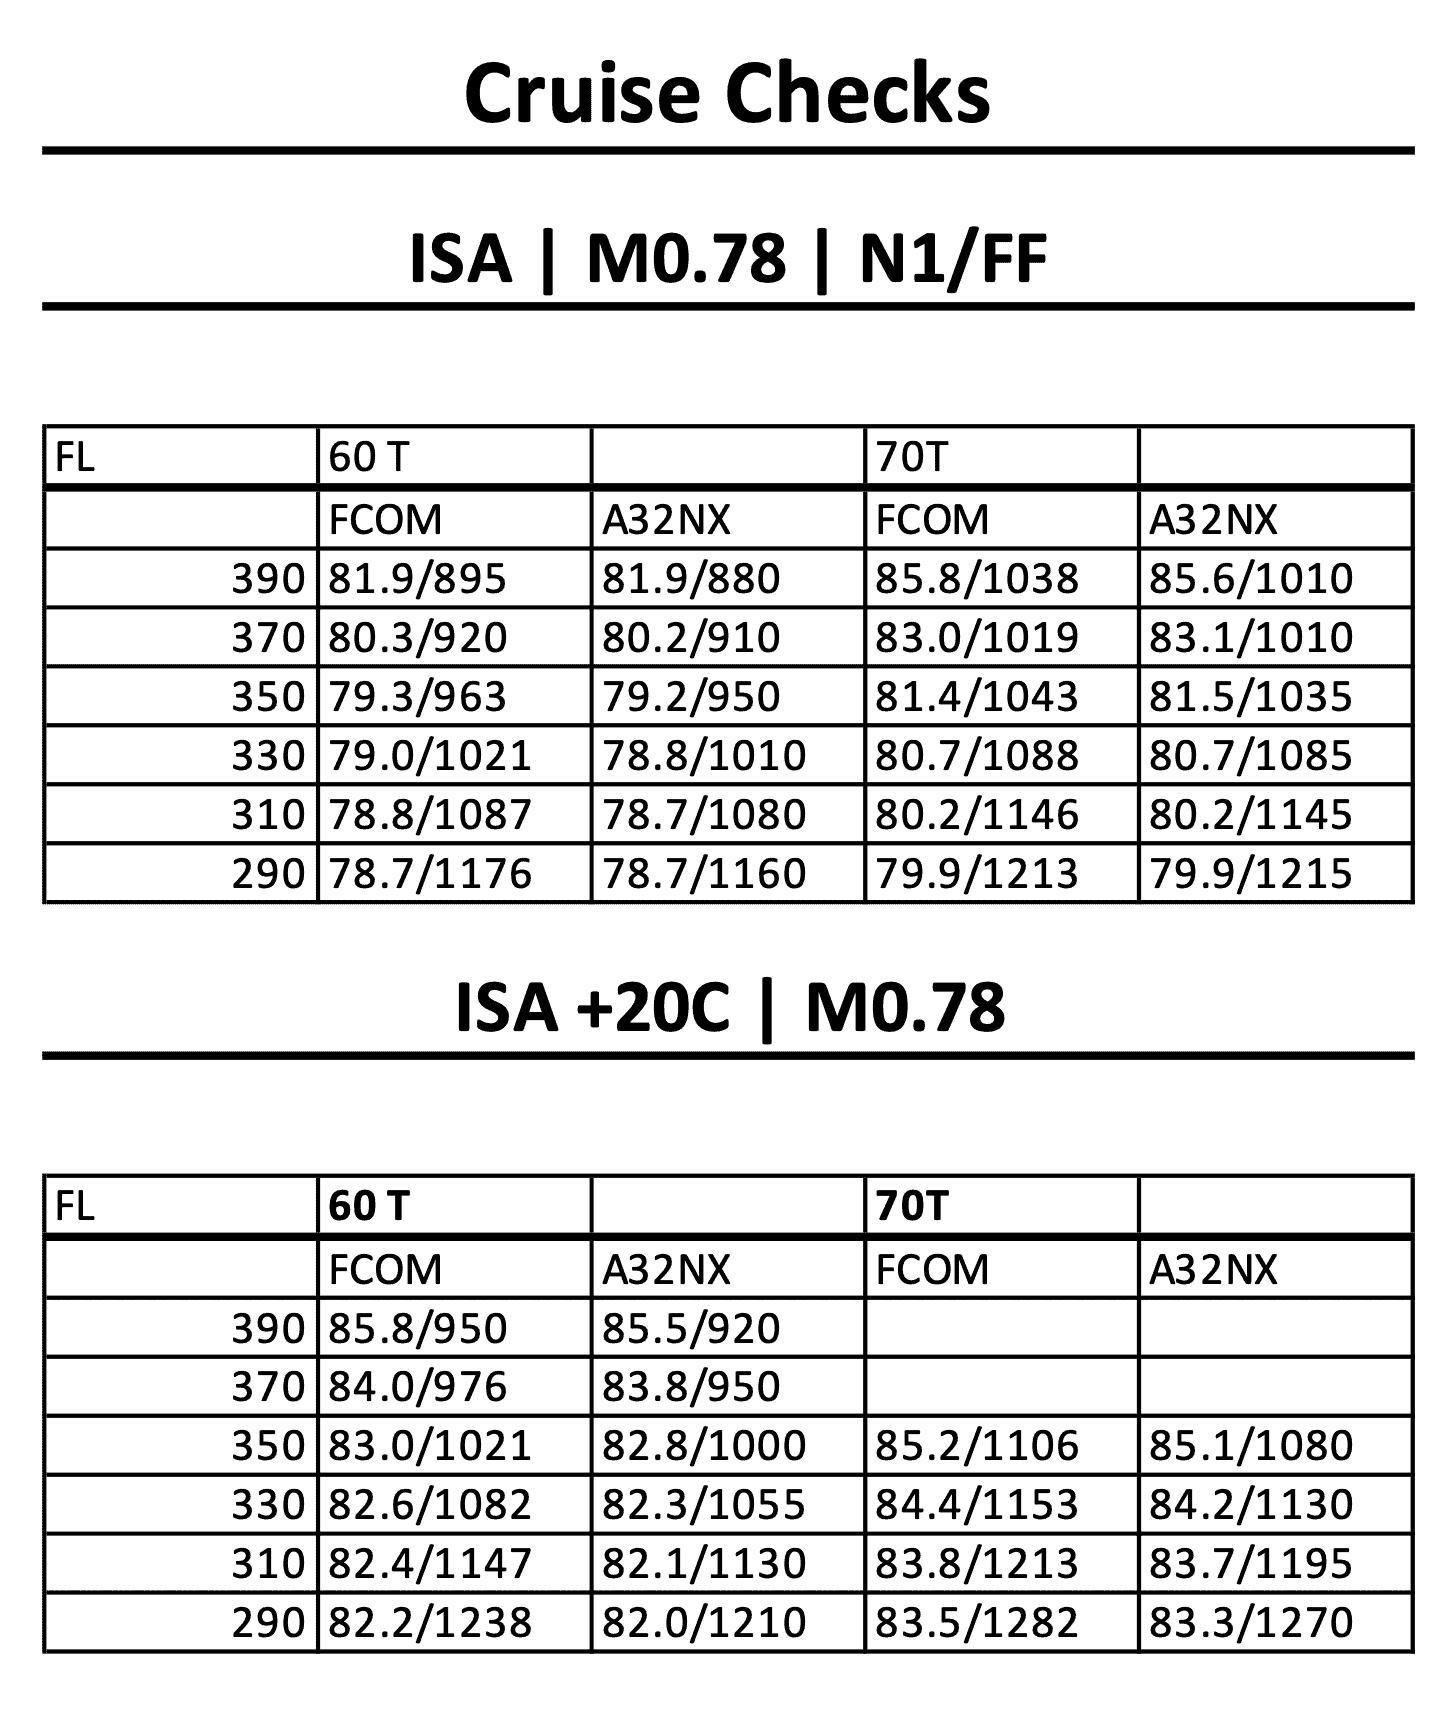 Cruise Checks
ISA | M0.78 | N1/FF
FL 60 T 70T
FCOM A32NX FCOM A32NX
390 81.9/895 81.9/880 85.8/1038 85.6/1010
370 80.3/920 80.2/910 83.0/1019 83.1/1010
350 79.3/963 79.2/950 81.4/1043 81.5/1035
330 79.0/1021 78.8/1010 80.7/1088 80.7/1085
310 78.8/1087 78.7/1080 80.2/1146 80.2/1145
290 78.7/1176 78.7/1160 79.9/1213 79.9/1215
ISA +20C | M0.78
FL 60 T 70T
FCOM A32NX FCOM A32NX
390 85.8/950 85.5/920
370 84.0/976 83.8/950
350 83.0/1021 82.8/1000 85.2/1106 85.1/1080
330 82.6/1082 82.3/1055 84.4/1153 84.2/1130
310 82.4/1147 82.1/1130 83.8/1213 83.7/1195
290 82.2/1238 82.0/1210 83.5/1282 83.3/1270